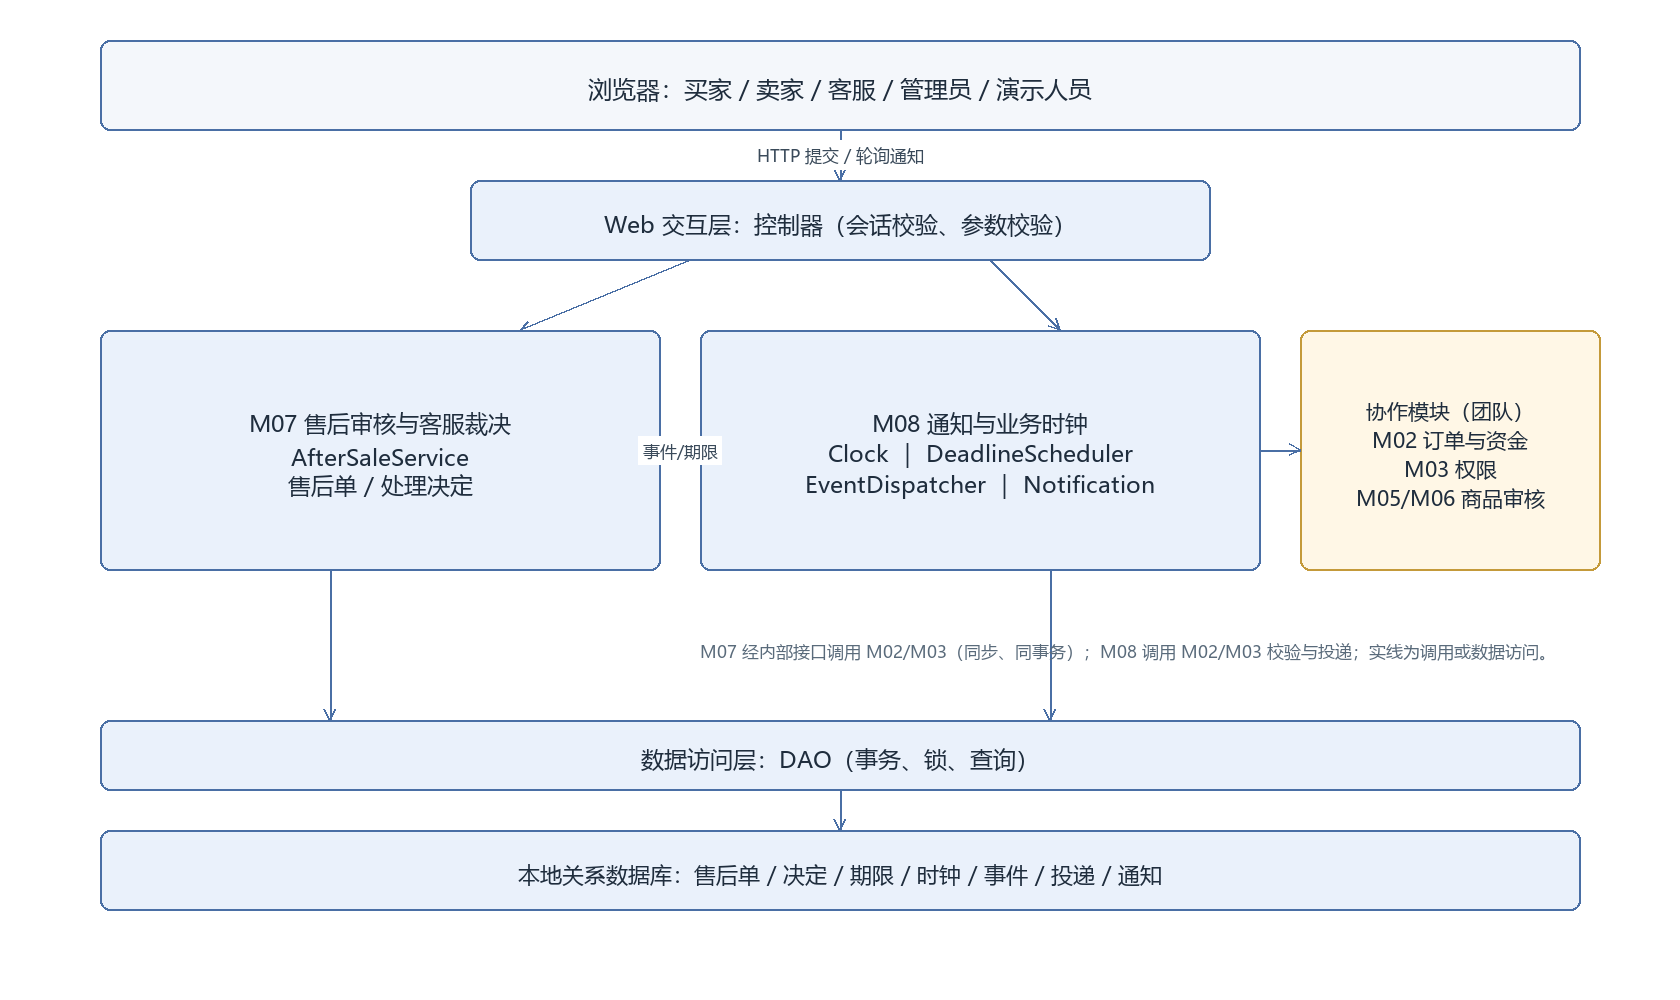 浏览器：买家 / 卖家 / 客服 / 管理员 / 演示人员
HTTP 提交 / 轮询通知
Web 交互层：控制器（会话校验、参数校验）
M07 售后审核与客服裁决
AfterSaleService
售后单 / 处理决定
事件/期限
M08 通知与业务时钟
Clock | DeadlineScheduler
EventDispatcher | Notification
协作模块（团队）
M02 订单与资金
M03 权限
M05/M06 商品审核
M07 经内部接口调用 M02/M03（同步、同事务）；M08 调用 M02/M03 校验与投递；实线为调用或数据访问。
数据访问层：DAO（事务、锁、查询）
本地关系数据库：售后单 / 决定 / 期限 / 时钟 / 事件 / 投递 / 通知